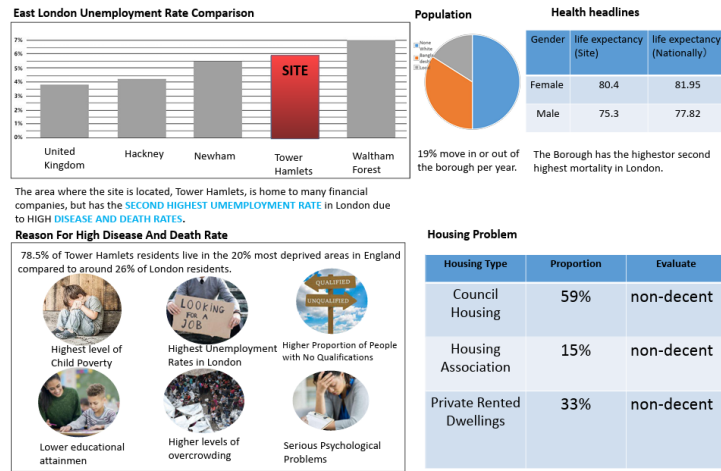 East London Unemployment Rate Comparison
7%
6%
5%
4%
3%
2%
1%
0%
SITE
United Kingdom
Hackney
Newham
Tower Hamlets
Waltham Forest
The area where the site is located, Tower Hamlets, is home to many financial
companies, but has the SECOND HIGHEST UMEMPLOYMENT RATE in London due
to HIGH DISEASE AND DEATH RATES.
Population
None
White
19% move in or out of
the borough per year.
Health headlines
Gender life expectancy (Site) life expectancy (Nationally)
Female 80.4 81.95
Male 75.3 77.82
The Borough has the highestor second
highest mortality in London.
Reason For High Disease And Death Rate
78.5% of Tower Hamlets residents live in the 20% most deprived areas in England
compared to around 26% of London residents.
LOOKING
FOR A
JOB
QUALIFIED
UNQUALIFIED
Highest level of
Child Poverty
Highest Unemployment
Rates in London
Higher Proportion of People
with No Qualifications
Lower educational
attainmen
Higher levels of
overcrowding
Serious Psychological
Problems
Housing Problem
Housing Type Proportion Evaluate
Council Housing 59% non-decent
Housing Association 15% non-decent
Private Rented Dwellings 33% non-decent